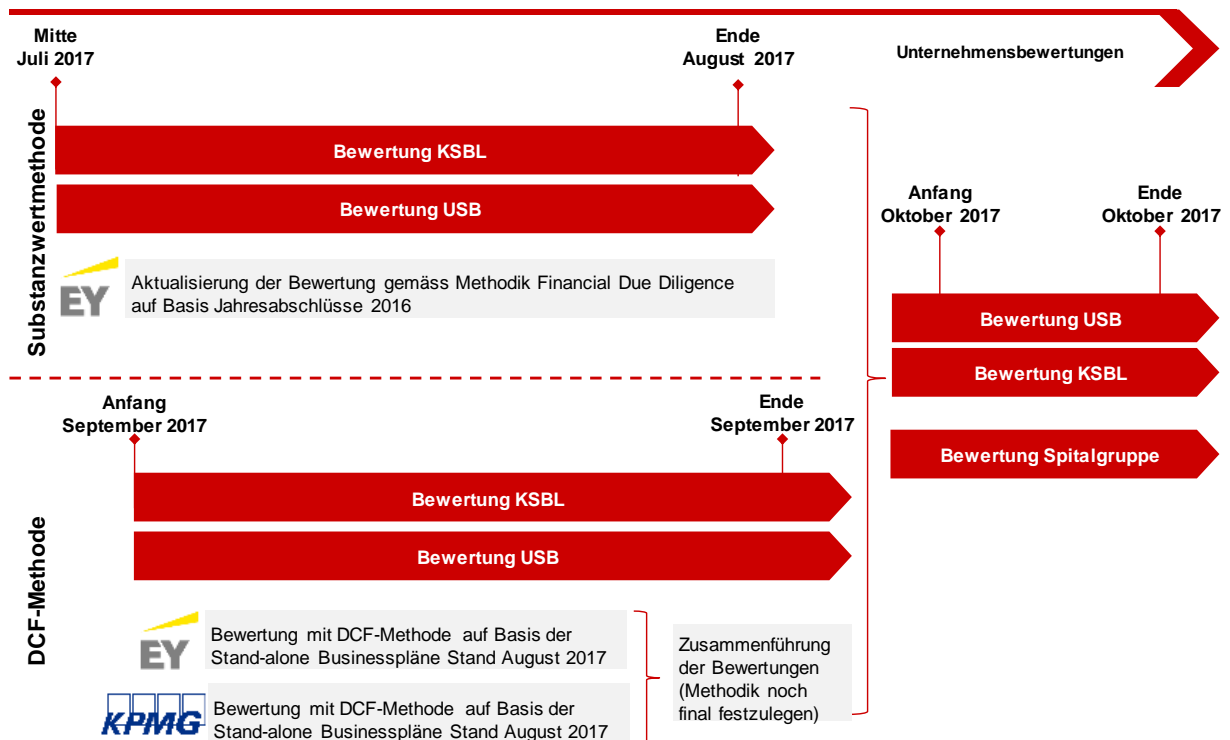 Mitte
Juli 2017
Ende
August 2017
Unternehmensbewertungen
Substanzwertmethode
Bewertung KSBL
Bewertung USB
EY
Aktualisierung der Bewertung gemäss Methodik Financial Due Diligence
auf Basis Jahresabschlüsse 2016
Anfang
Oktober 2017
Ende
Oktober 2017
Bewertung USB
Bewertung KSBL
Bewertung Spitalgruppe
DCF-Methode
Anfang
September 2017
Ende
September 2017
Bewertung KSBL
Bewertung USB
EY
Bewertung mit DCF-Methode auf Basis der
Stand-alone Businesspläne Stand August 2017
KPMG
Bewertung mit DCF-Methode auf Basis der
Stand-alone Businesspläne Stand August 2017
Zusammenführung
der Bewertungen
(Methodik noch
final festzulegen)